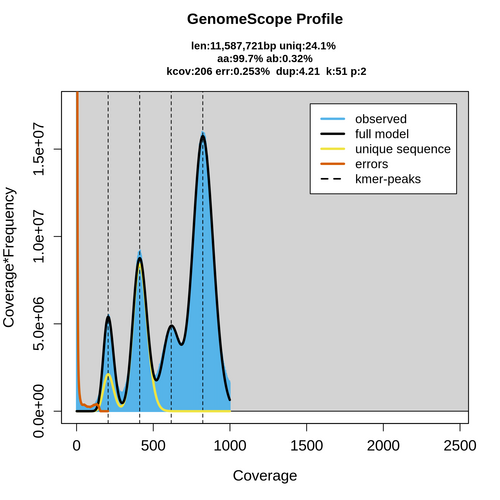 GenomeScope Profile
len:11,587,721bp uniq:24.1%
aa:99.7% ab:0.32%
kcov:206 err:0.253% dup:4.21 k:51 p:2
observed
full model
unique sequence
errors
kmer-peaks
Coverage*Frequency
1.5e+07
1.0e+07
5.0e+06
0.0e+00
0 500 1000 1500 2000 2500
Coverage